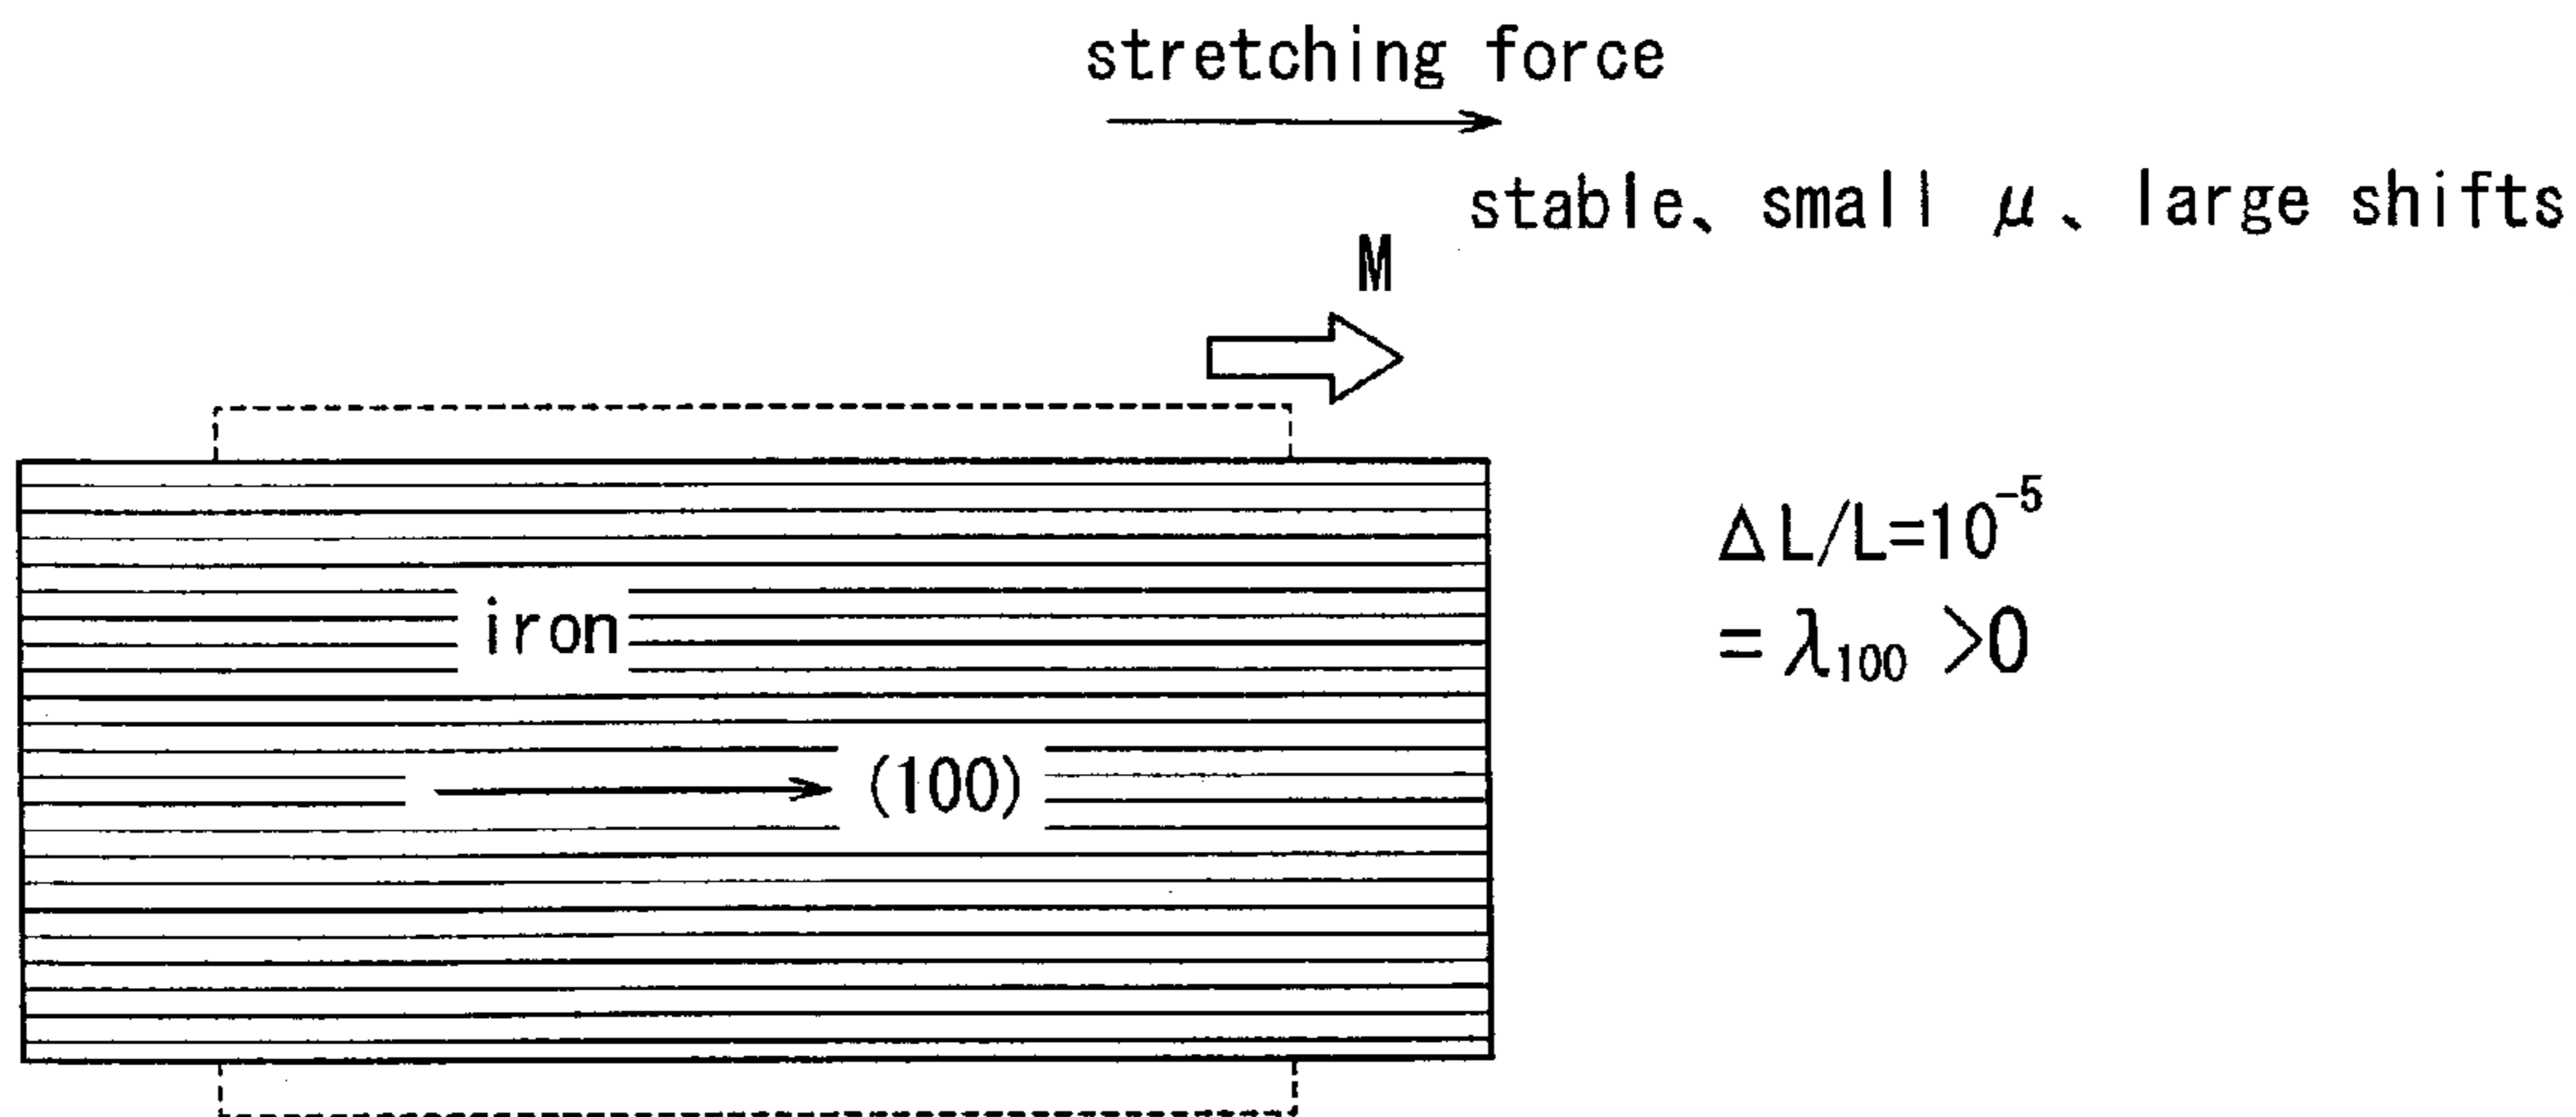 stretching force
stable、small μ、large shifts
M
ΔL/L=10⁻⁵
=λ₁₀₀ >0
iron
(100)